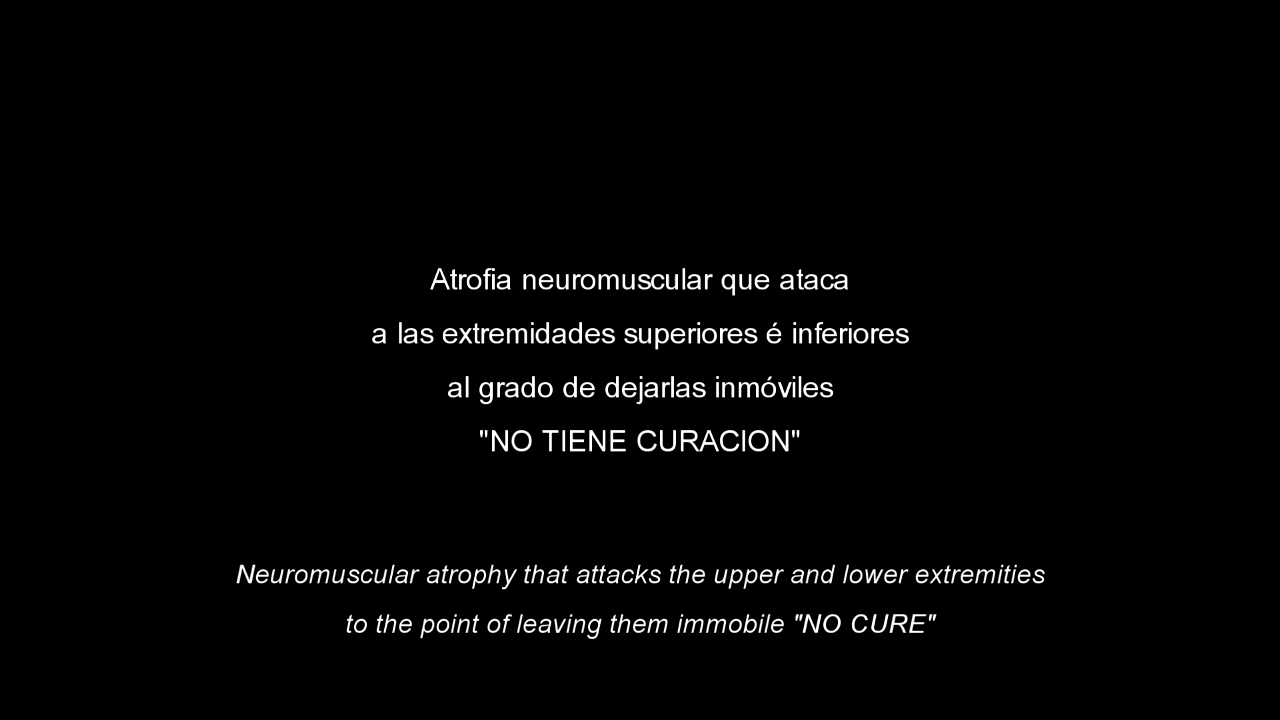 Atrofia neuromuscular que ataca
a las extremidades superiores é inferiores
al grado de dejarlas inmóviles
"NO TIENE CURACION"
Neuromuscular atrophy that attacks the upper and lower extremities
to the point of leaving them immobile "NO CURE"